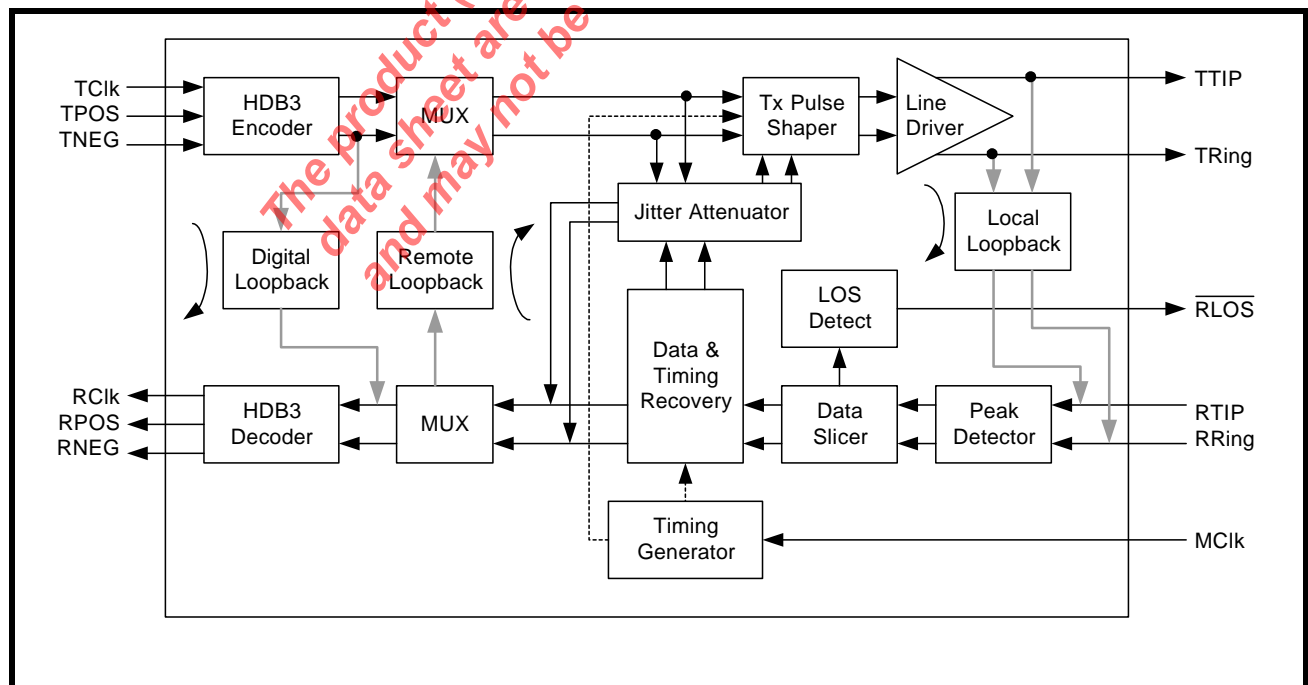 The product
data sheet are
and may not be
TClk
TPOS
TNEG
HDB3
Encoder
MUX
Tx Pulse
Shaper
Line
Driver
TTIP
TRing
Jitter Attenuator
Digital
Loopback
Remote
Loopback
Local
Loopback
LOS
Detect
RLOS
Data &
Timing
Recovery
RClk
RPOS
RNEG
HDB3
Decoder
MUX
Data
Slicer
Peak
Detector
RTIP
RRing
Timing
Generator
MClk